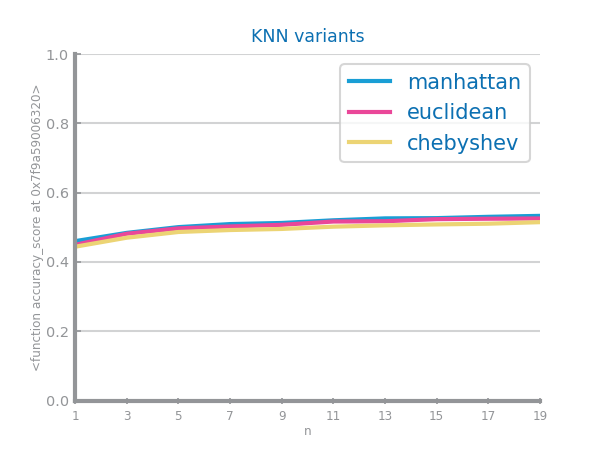 KNN variants
<function accuracy_score at 0x7f9a59006320>
1.0
0.8
0.6
0.4
0.2
0.0
manhattan
euclidean
chebyshev
1 3 5 7 9 11 13 15 17 19
n